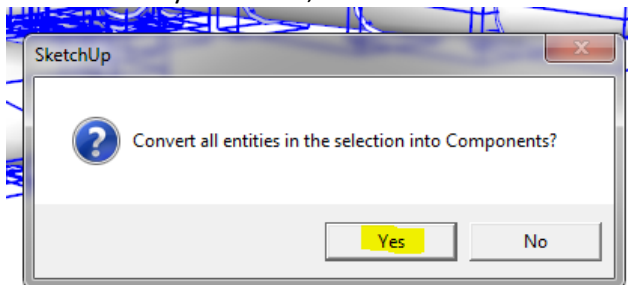 SketchUp
Convert all entities in the selection into Components?
Yes
No